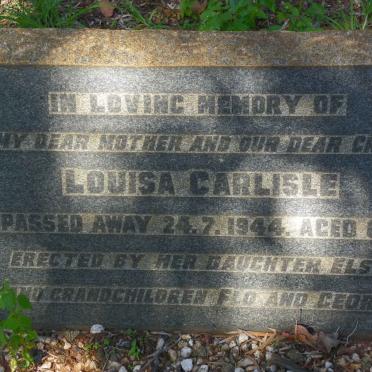 IN LOVING MEMORY OF
MY DEAR MOTHER AND OUR DEAR
LOUISA CARLISLE
PASSED AWAY 24.7.1944. AGED
ERECTED BY HER DAUGHTER
GRANDCHILDREN FLO AND